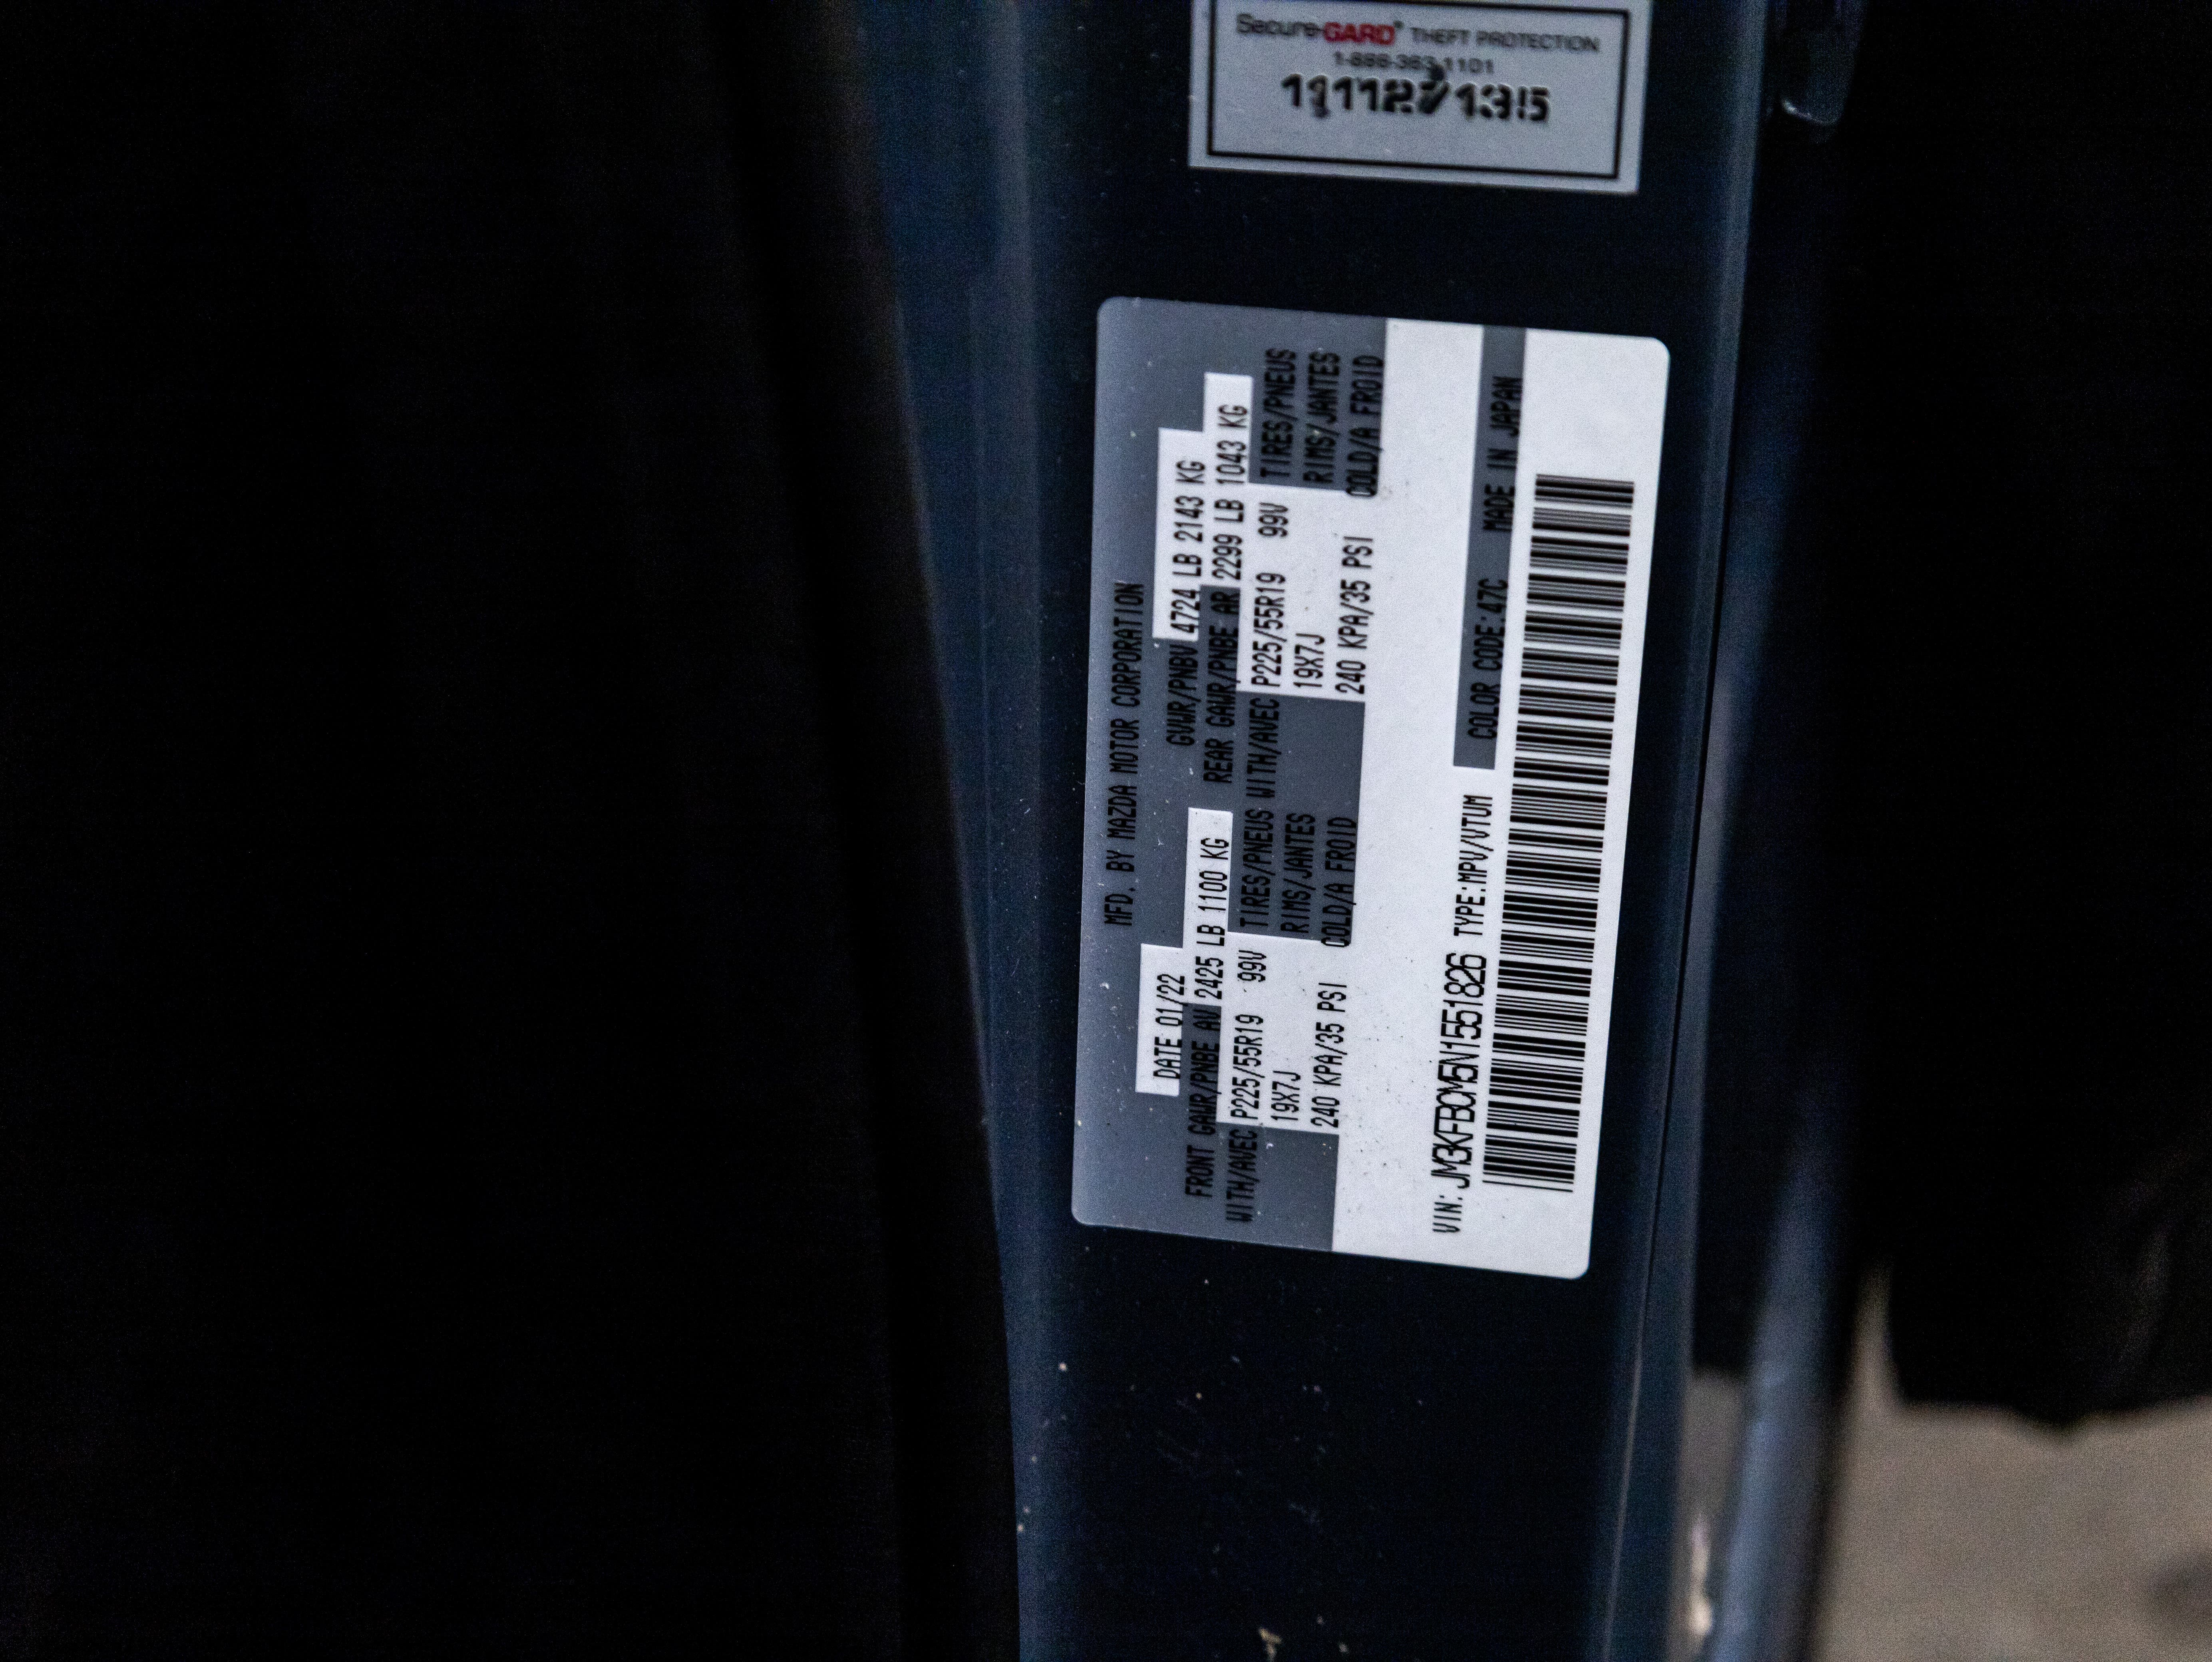 Secure-GARD® THEFT PROTECTION
1-888-363-1101
MFD. BY MAZDA MOTOR CORPORATION
DATE 01/22 GVWR/PNBV 4724 LB 2143 KG
FRONT GAWR/PNBE AV 2425 LB 1100 KG REAR GAWR/PNBE AR 2299 LB 1043 KG
WITH/AVEC P225/55R19 99V TIRES/PNEUS WITH/AVEC P225/55R19 99V TIRES/PNEUS
19X7J RIMS/JANTES 19X7J RIMS/JANTES
240 KPA/35 PSI COLD/A FROID 240 KPA/35 PSI COLD/A FROID
VIN: JM3KFBCM5N1551826 TYPE:MPV/VTUM COLOR CODE:47C MADE IN JAPAN